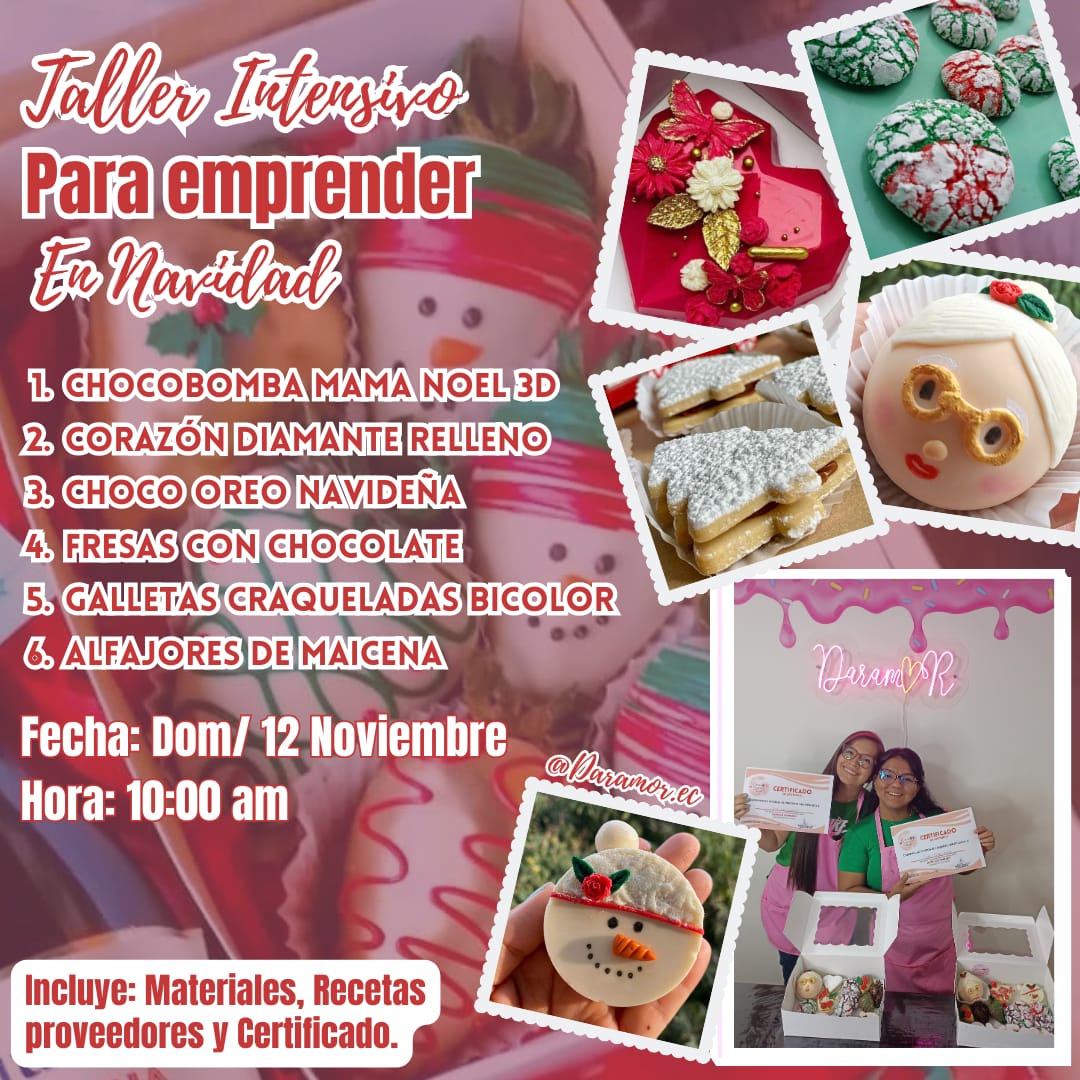 Taller Intensivo
Para emprender
En Navidad
1. CHOCOBOMBA MAMA NOEL 3D
2. CORAZÓN DIAMANTE RELLENO
3. CHOCO OREO NAVIDEÑA
4. FRESAS CON CHOCOLATE
5. GALLETAS CRAQUELADAS BICOLOR
6. ALFAJORES DE MAICENA
Fecha: Dom/ 12 Noviembre
Hora: 10:00 am
@Daramor.ec
DaramoR
CERTIFICADO
CERTIFICADO
Incluye: Materiales, Recetas
proveedores y Certificado.